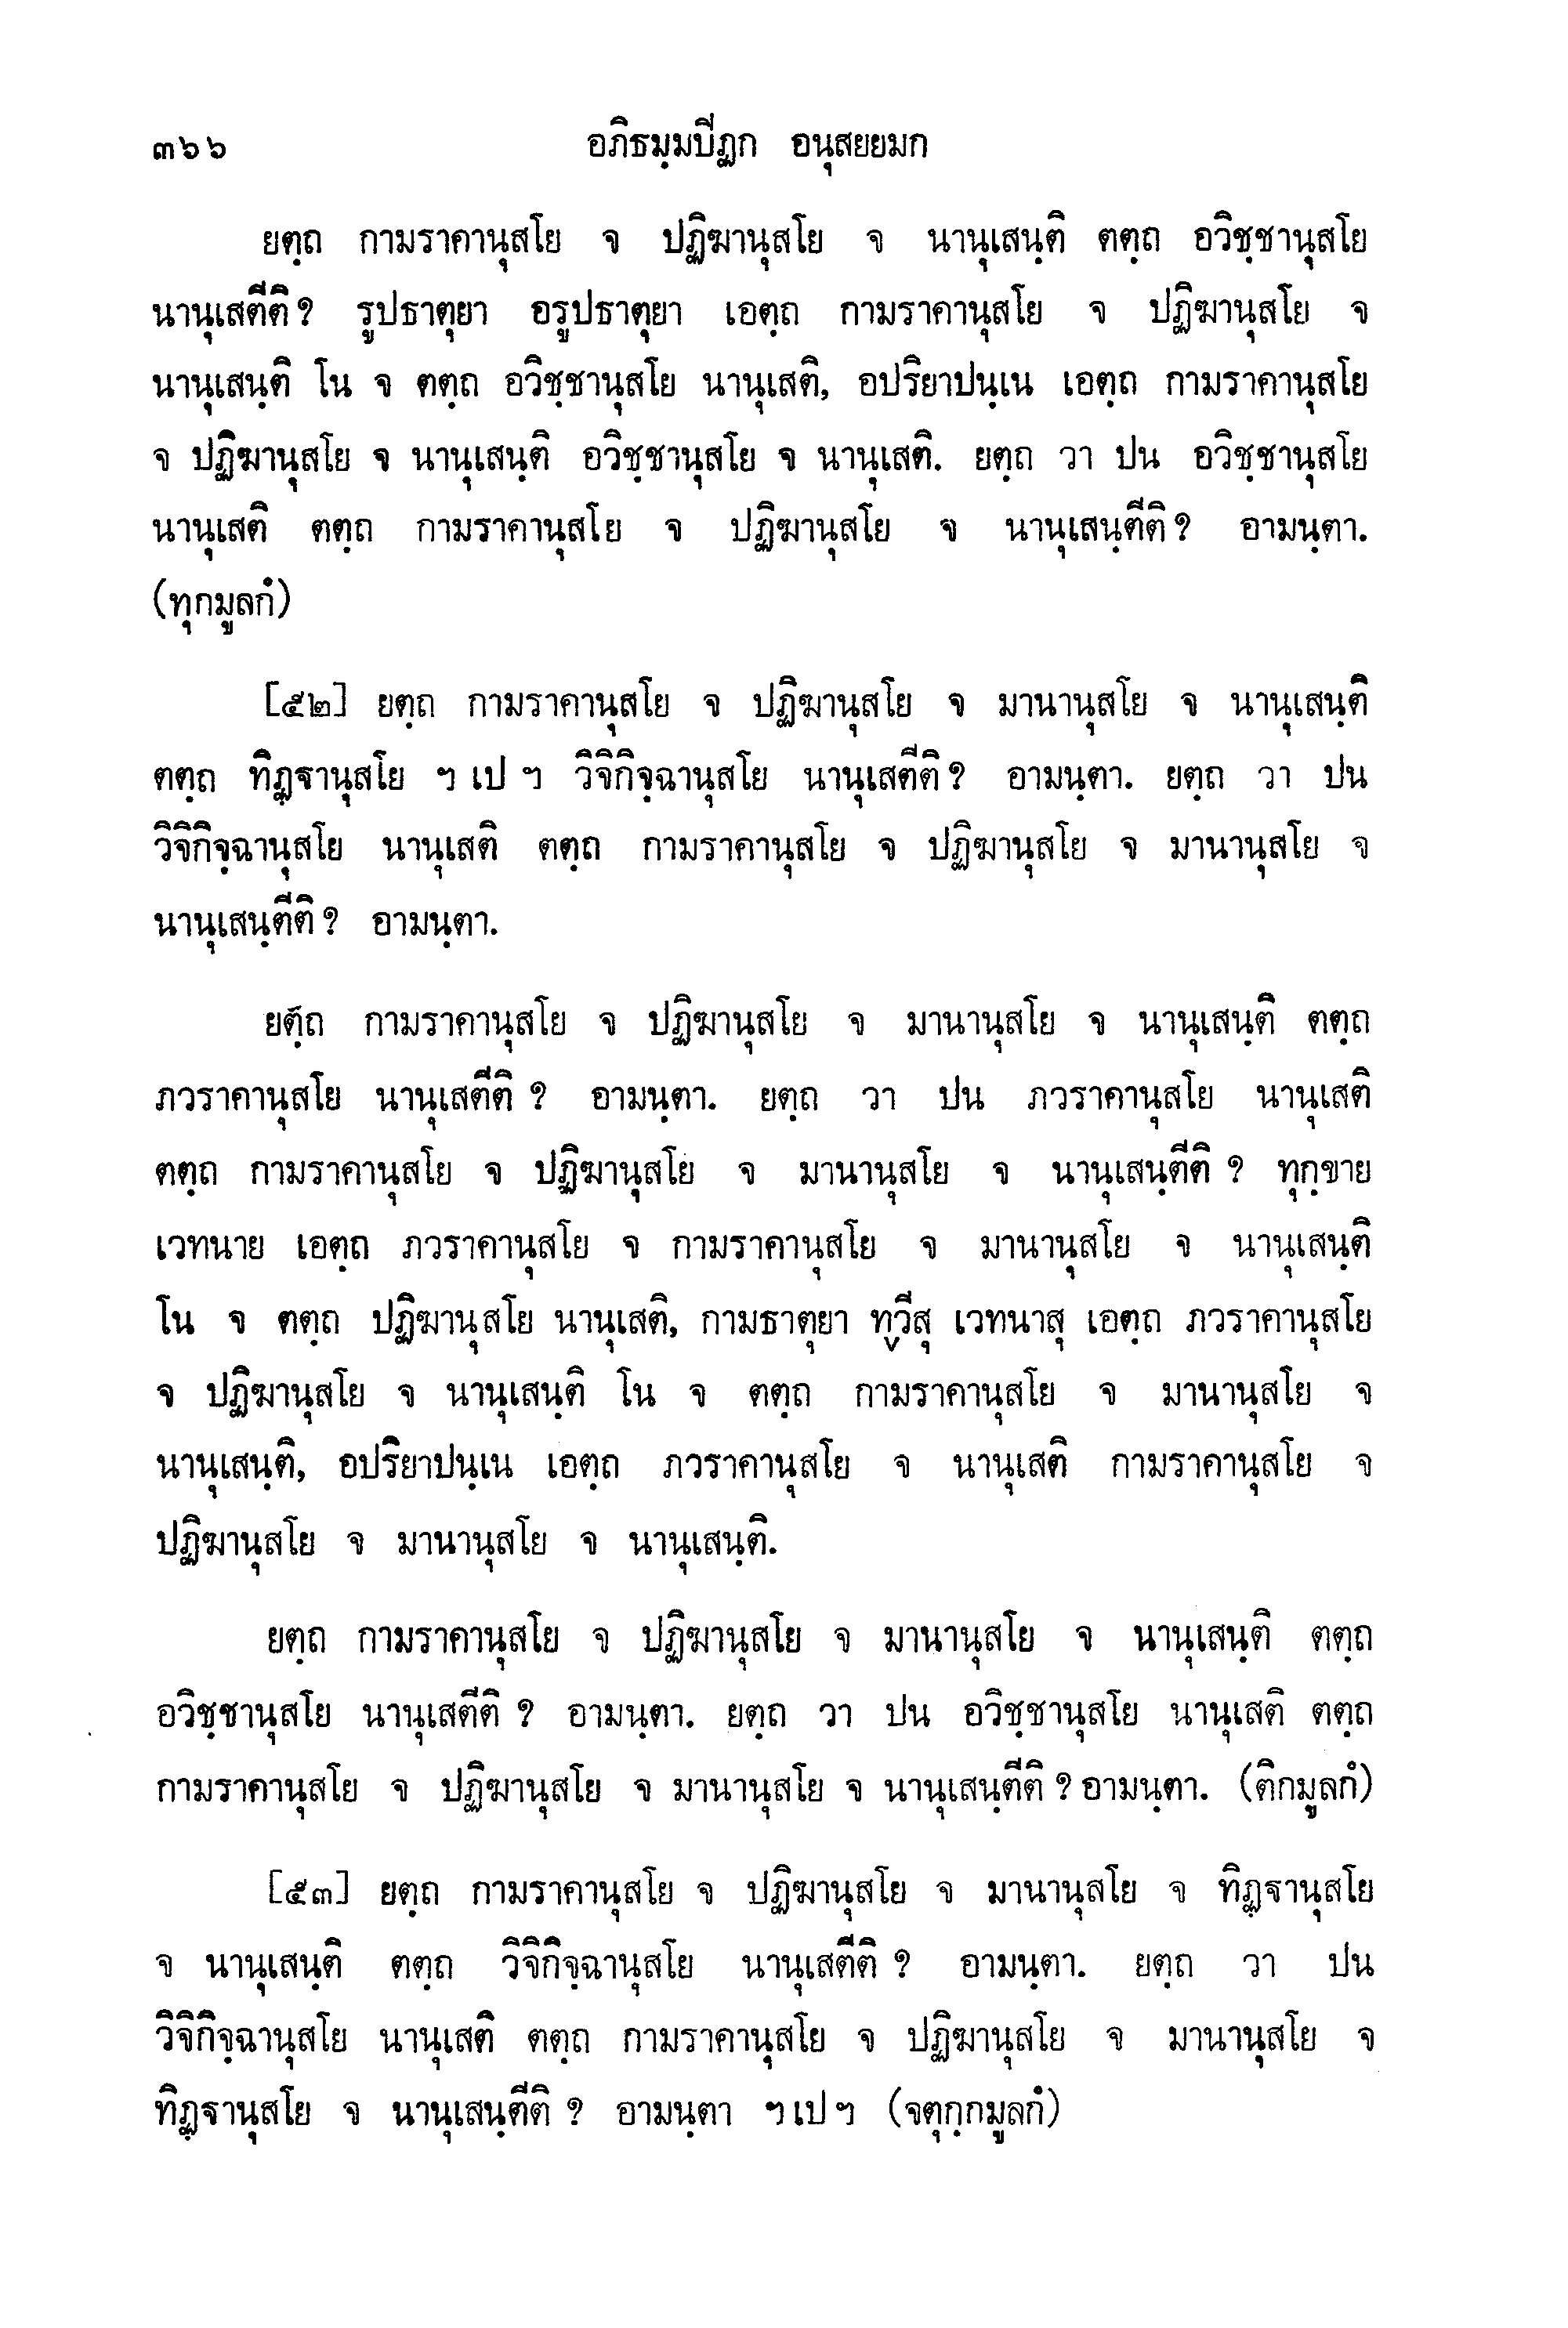 ๓๖๖ อภิธมฺมปีฏก อนุสยยมก
ยตฺถ กามราคานุสโย จ ปฏิฆานุสโย จ นานุเสนฺติ ตตฺถ อวิชฺชานุสโย
นานุเสตีติ? รูปธาตุยา อรูปธาตุยา เอตฺถ กามราคานุสโย จ ปฏิฆานุสโย จ
นานุเสนฺติ โน จ ตตฺถ อวิชฺชานุสโย นานุเสติ, อปริยาปนฺเน เอตฺถ กามราคานุสโย
จ ปฏิฆานุสโย จ นานุเสนฺติ อวิชฺชานุสโย จ นานุเสติ. ยตฺถ วา ปน อวิชฺชานุสโย
นานุเสติ ตตฺถ กามราคานุสโย จ ปฏิฆานุสโย จ นานุเสนฺตีติ? อามนฺตา.
(ทุกมูลกํ)
[๕๒] ยตฺถ กามราคานุสโย จ ปฏิฆานุสโย จ มานานุสโย จ นานุเสนฺติ
ตตฺถ ทิฏฺฐานุสโย ฯ เป ฯ วิจิกิจฺฉานุสโย นานุเสตีติ? อามนฺตา. ยตฺถ วา ปน
วิจิกิจฺฉานุสโย นานุเสติ ตตฺถ กามราคานุสโย จ ปฏิฆานุสโย จ มานานุสโย จ
นานุเสนฺตีติ? อามนฺตา.
ยตฺถ กามราคานุสโย จ ปฏิฆานุสโย จ มานานุสโย จ นานุเสนฺติ ตตฺถ
ภวราคานุสโย นานุเสตีติ? อามนฺตา. ยตฺถ วา ปน ภวราคานุสโย นานุเสติ
ตตฺถ กามราคานุสโย จ ปฏิฆานุสโย จ มานานุสโย จ นานุเสนฺตีติ? ทุกฺขาย
เวทนาย เอตฺถ ภวราคานุสโย จ กามราคานุสโย จ มานานุสโย จ นานุเสนฺติ
โน จ ตตฺถ ปฏิฆานุสโย นานุเสติ, กามธาตุยา ทฺวีสุ เวทนาสุ เอตฺถ ภวราคานุสโย
จ ปฏิฆานุสโย จ นานุเสนฺติ โน จ ตตฺถ กามราคานุสโย จ มานานุสโย จ
นานุเสนฺติ, อปริยาปนฺเน เอตฺถ ภวราคานุสโย จ นานุเสติ กามราคานุสโย จ
ปฏิฆานุสโย จ มานานุสโย จ นานุเสนฺติ.
ยตฺถ กามราคานุสโย จ ปฏิฆานุสโย จ มานานุสโย จ นานุเสนฺติ ตตฺถ
อวิชฺชานุสโย นานุเสตีติ? อามนฺตา. ยตฺถ วา ปน อวิชฺชานุสโย นานุเสติ ตตฺถ
กามราคานุสโย จ ปฏิฆานุสโย จ มานานุสโย จ นานุเสนฺตีติ? อามนฺตา. (ติกมูลกํ)
[๕๓] ยตฺถ กามราคานุสโย จ ปฏิฆานุสโย จ มานานุสโย จ ทิฏฺฐานุสโย
จ นานุเสนฺติ ตตฺถ วิจิกิจฺฉานุสโย นานุเสตีติ? อามนฺตา. ยตฺถ วา ปน
วิจิกิจฺฉานุสโย นานุเสติ ตตฺถ กามราคานุสโย จ ปฏิฆานุสโย จ มานานุสโย จ
ทิฏฺฐานุสโย จ นานุเสนฺตีติ? อามนฺตา ฯ เป ฯ (จตุกฺกมูลกํ)